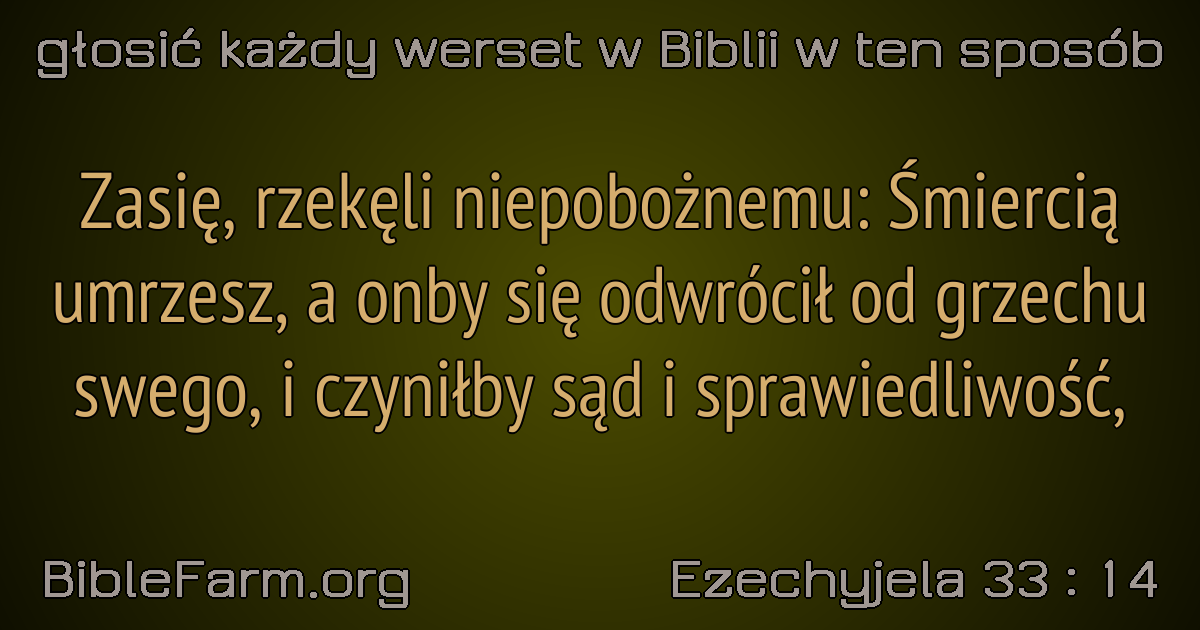 głosić każdy werset w Biblii w ten sposób
Zasię, rzekęli niepobożnemu: Śmiercią
umrzesz, a onby się odwrócił od grzechu
swego, i czyniłby sąd i sprawiedliwość,
BibleFarm.org
Ezechyjela 33 : 14